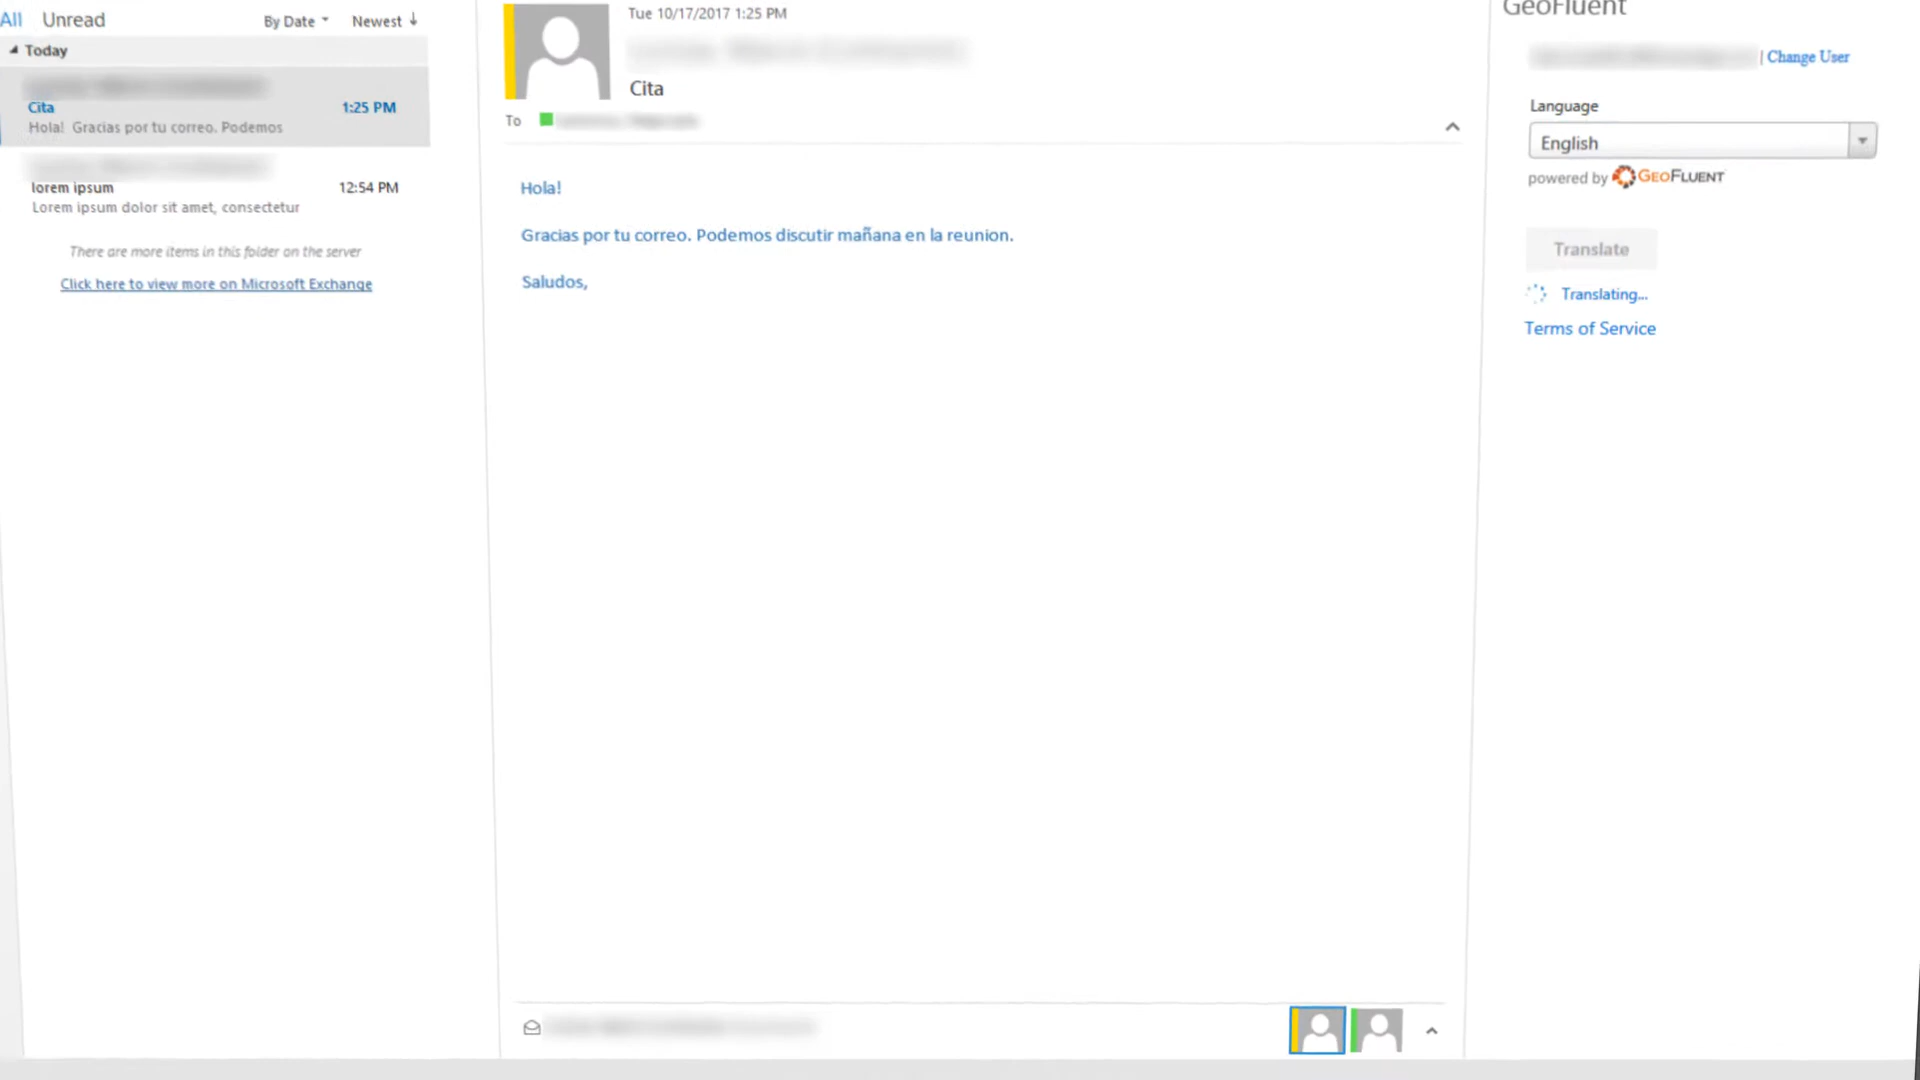 All Unread By Date Newest
Today
Cita 1:25 PM
Hola! Gracias por tu correo. Podemos
lorem ipsum 12:54 PM
Lorem ipsum dolor sit amet, consectetur
There are more items in this folder on the server
Click here to view more on Microsoft Exchange
Tue 10/17/2017 1:25 PM
Cita
To
Hola!
Gracias por tu correo. Podemos discutir mañana en la reunion.
Saludos,
GeoFluent
| Change User
Language
English
powered by GEOFLUENT
Translate
Translating...
Terms of Service